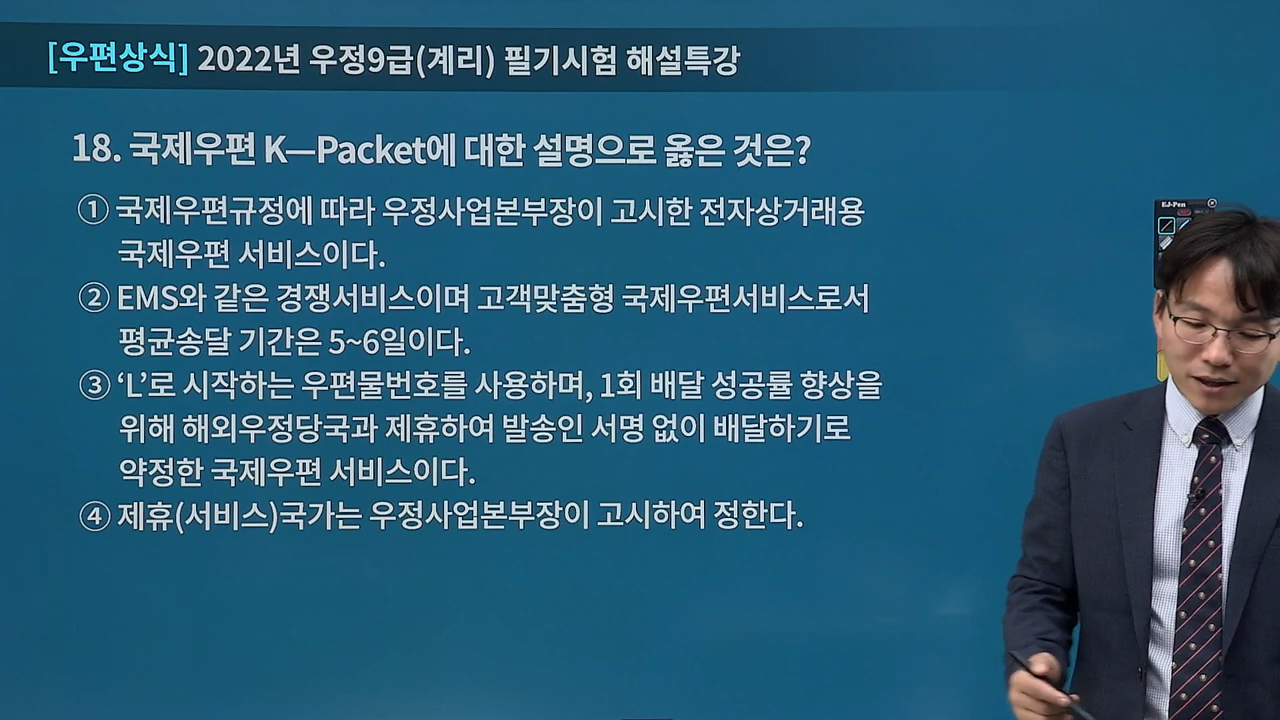 [우편상식] 2022년 우정9급(계리) 필기시험 해설특강
18. 국제우편 K—Packet에 대한 설명으로 옳은 것은?
① 국제우편규정에 따라 우정사업본부장이 고시한 전자상거래용
국제우편 서비스이다.
② EMS와 같은 경쟁서비스이며 고객맞춤형 국제우편서비스로서
평균송달 기간은 5~6일이다.
③ ‘L’로 시작하는 우편물번호를 사용하며, 1회 배달 성공률 향상을
위해 해외우정당국과 제휴하여 발송인 서명 없이 배달하기로
약정한 국제우편 서비스이다.
④ 제휴(서비스)국가는 우정사업본부장이 고시하여 정한다.
EJ-Pen